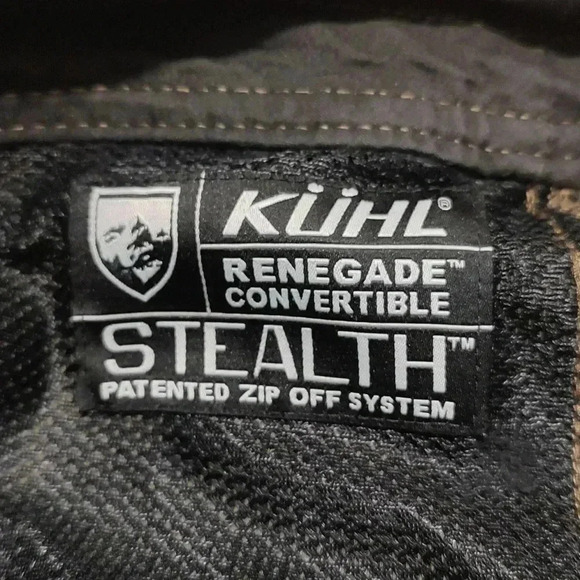 KÜHL®
RENEGADE™
CONVERTIBLE
STEALTH™
PATENTED ZIP OFF SYSTEM